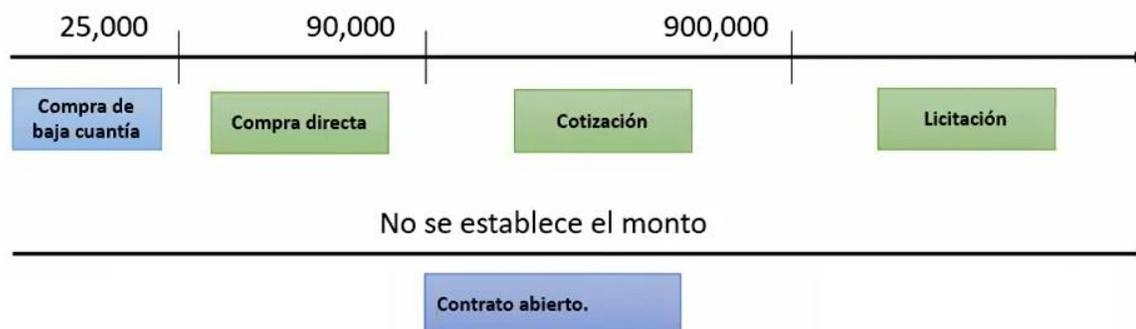 25,000
90,000
900,000
Compra de
baja cuantía
Compra directa
Cotización
Licitación
No se establece el monto
Contrato abierto.